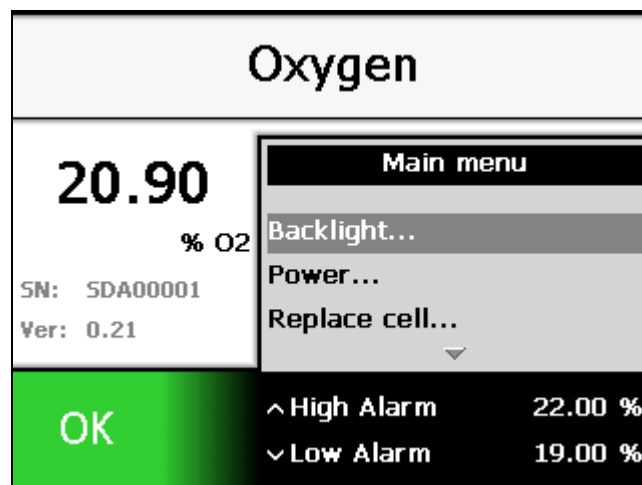 Oxygen
20.90
% O2
SN: SDA00001
Ver: 0.21
Main menu
Backlight...
Power...
Replace cell...
OK
High Alarm 22.00 %
Low Alarm 19.00 %